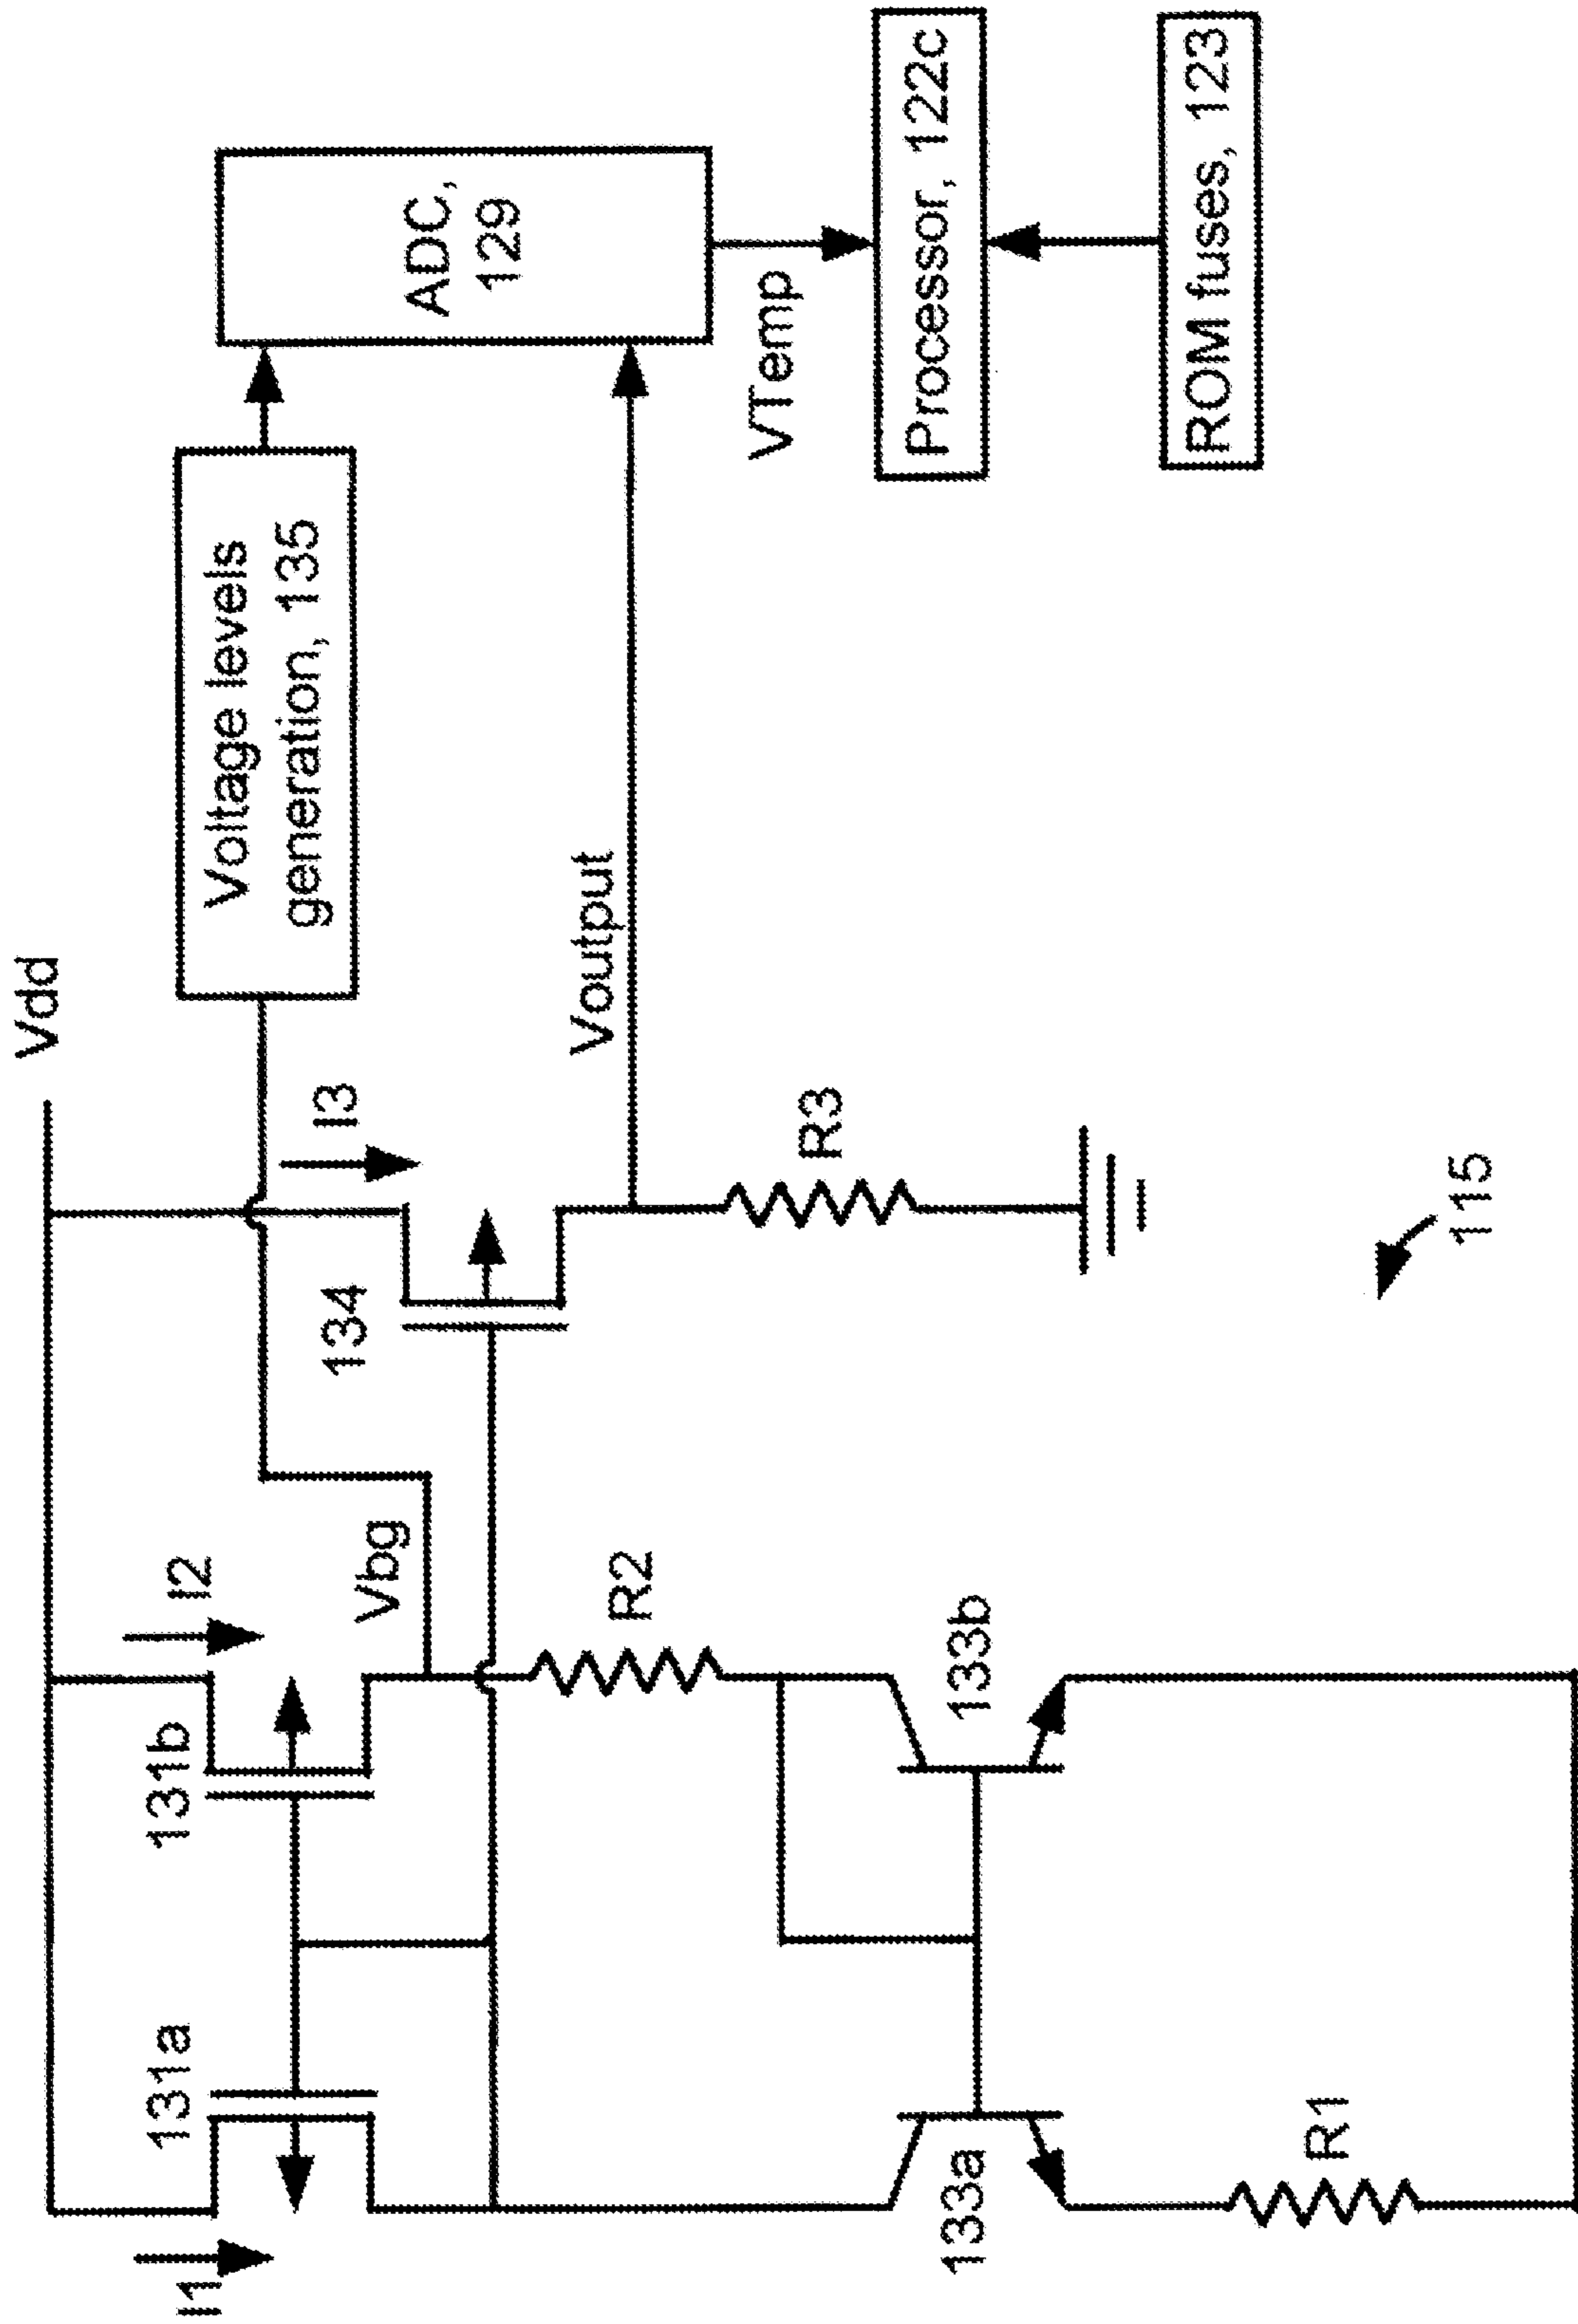 Vdd
I1
131a
131b
I2
Vbg
134
I3
Voltage levels
generation, 135
ADC,
129
Voutput
VTemp
R2
R3
133a
133b
R1
Processor, 122c
ROM fuses, 123
115